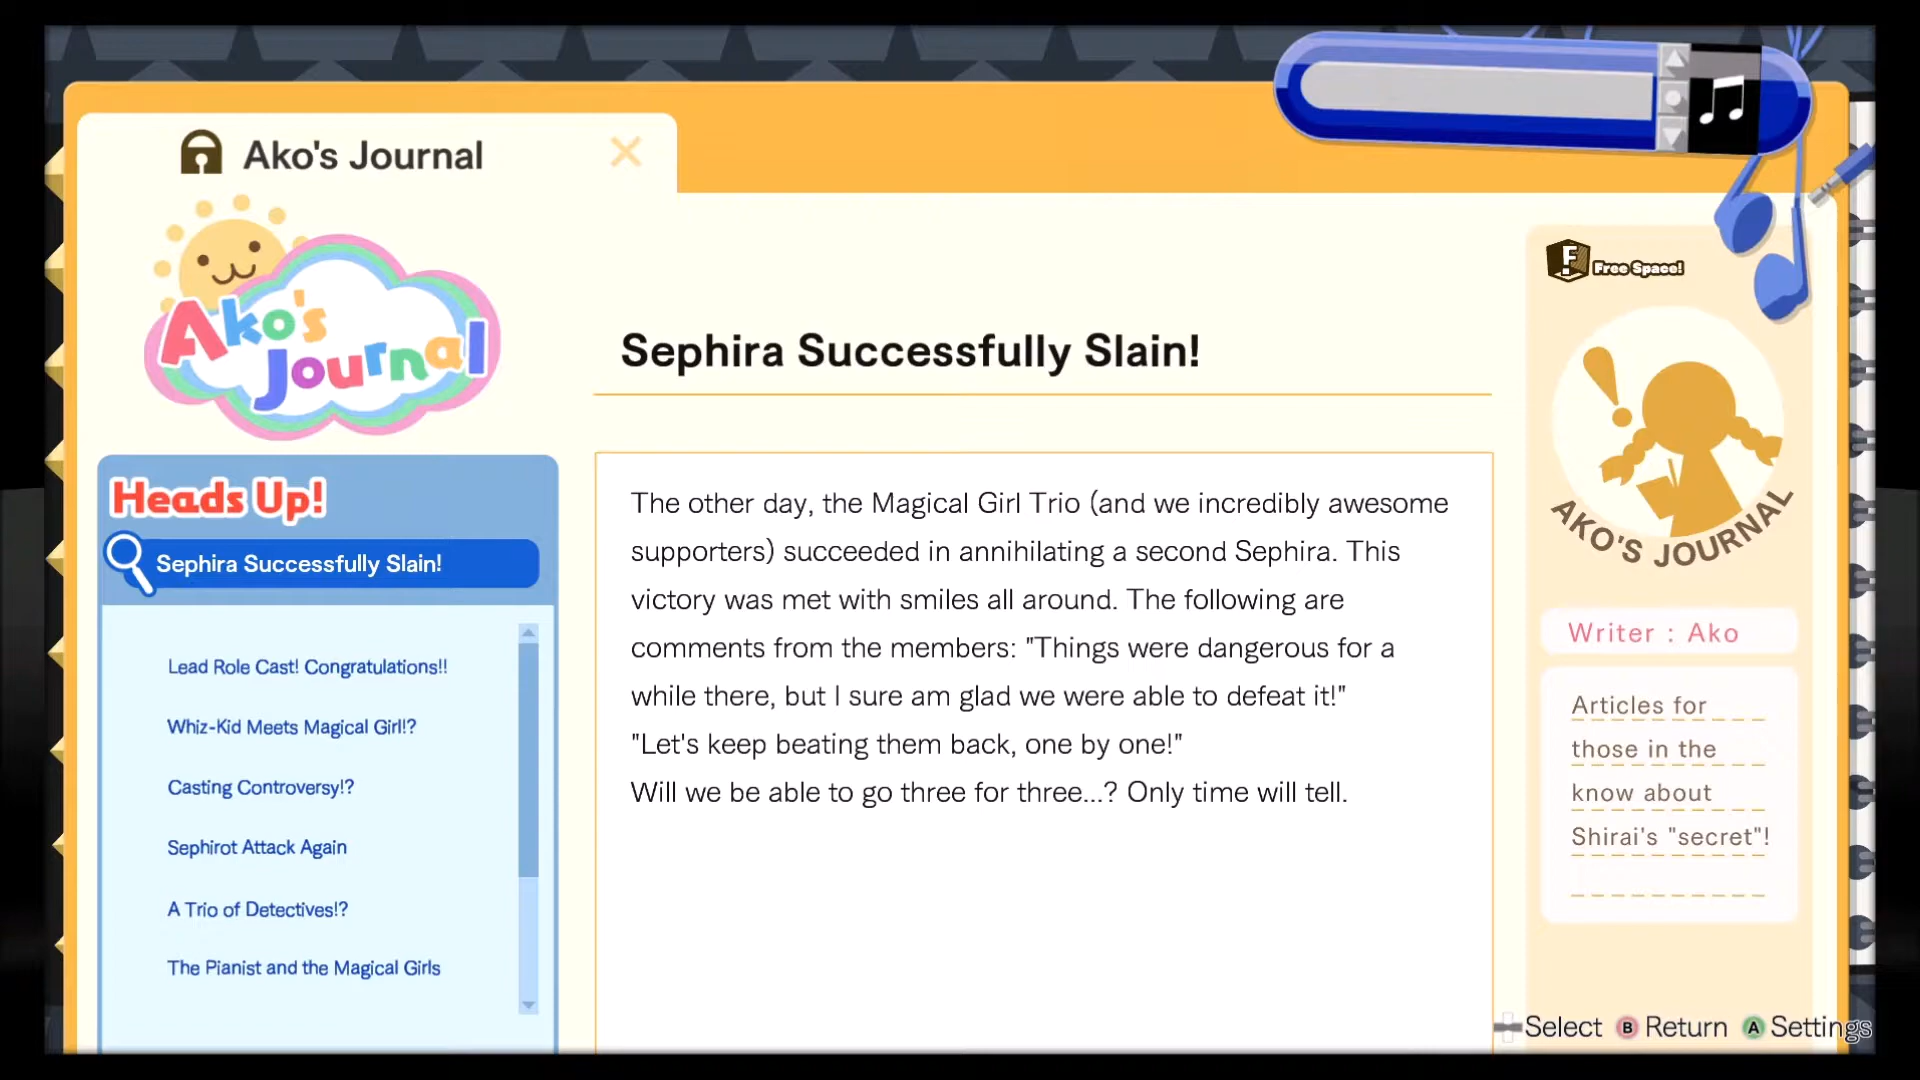 Ako's Journal
Ako's
Journal
Heads Up!
Sephira Successfully Slain!
Lead Role Cast! Congratulations!!
Whiz-Kid Meets Magical Girl!?
Casting Controversy!?
Sephirot Attack Again
A Trio of Detectives!?
The Pianist and the Magical Girls
Sephira Successfully Slain!
The other day, the Magical Girl Trio (and we incredibly awesome
supporters) succeeded in annihilating a second Sephira. This
victory was met with smiles all around. The following are
comments from the members: "Things were dangerous for a
while there, but I sure am glad we were able to defeat it!"
"Let's keep beating them back, one by one!"
Will we be able to go three for three...? Only time will tell.
F
Free Space!
AKO'S JOURNAL
Writer : Ako
Articles for
those in the
know about
Shirai's "secret"!
Select B Return A Settings